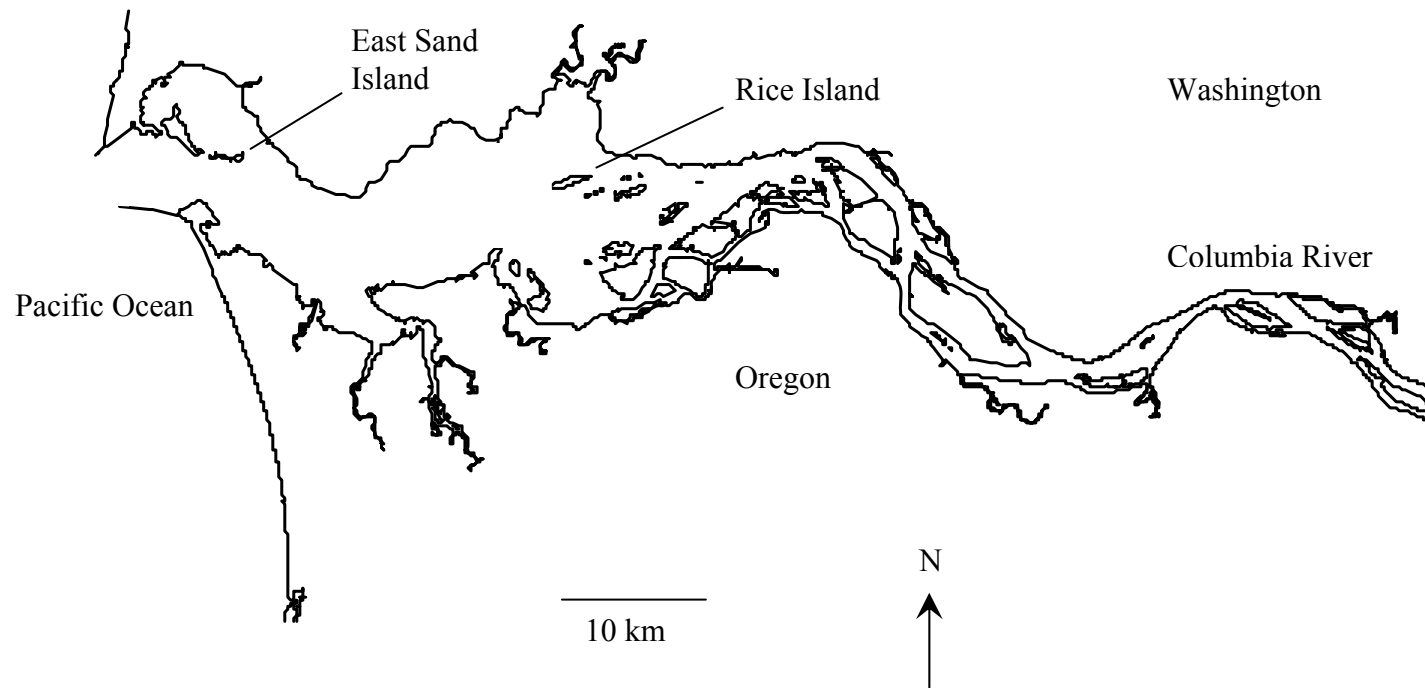 East Sand
Island
Rice Island
Washington
Columbia River
Pacific Ocean
Oregon
N
10 km